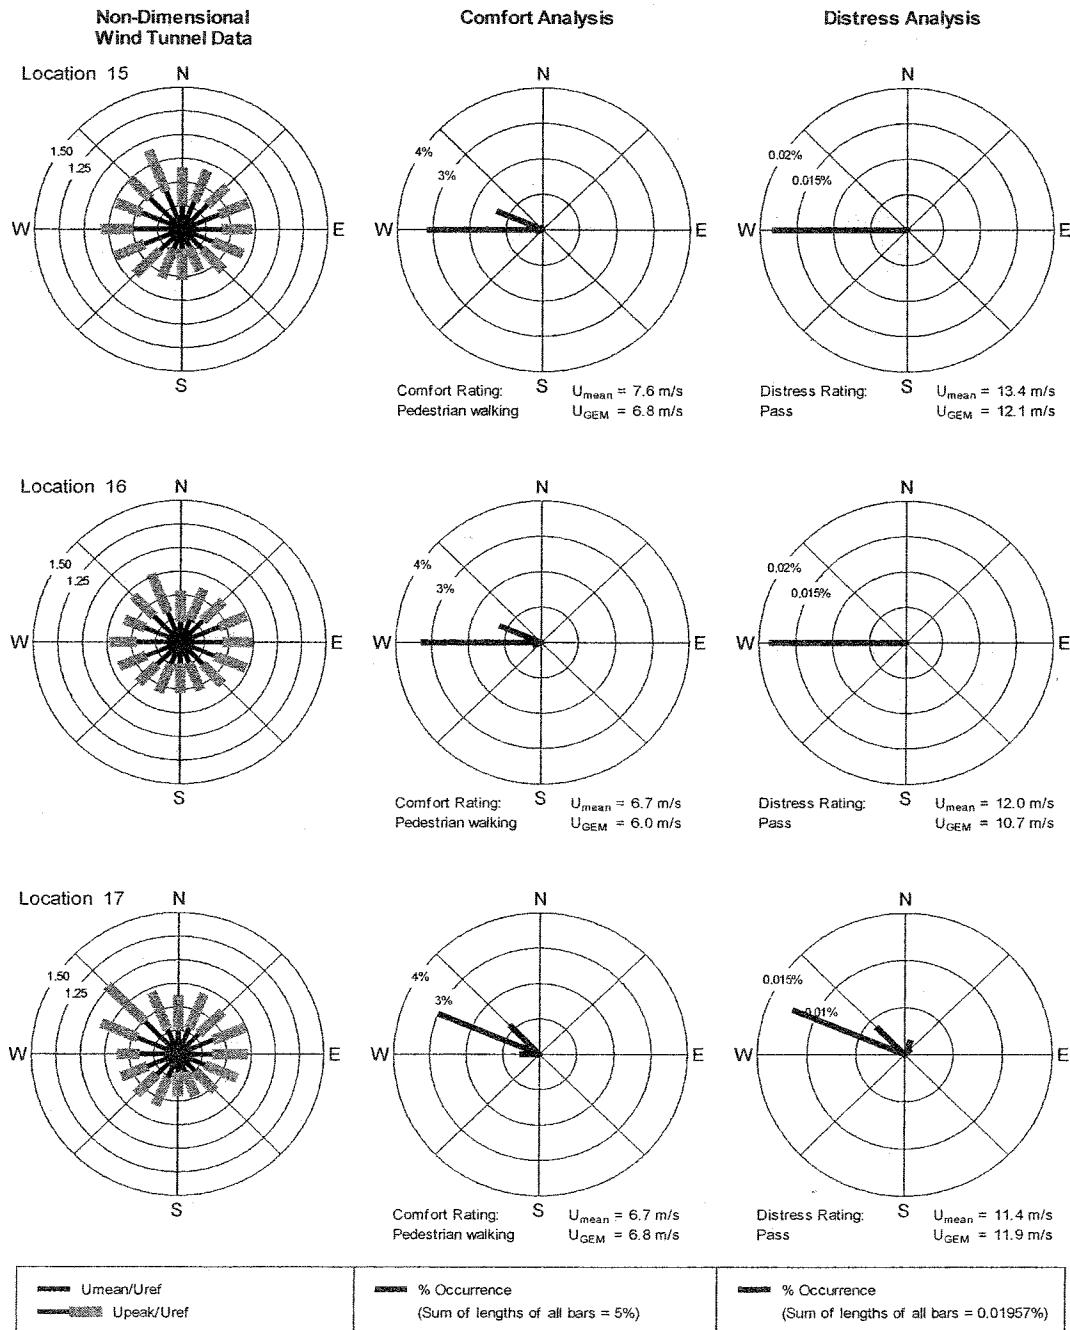 Non-Dimensional
Wind Tunnel Data
Comfort Analysis
Distress Analysis
Location 15
N
1.50
1.25
W
E
S
N
4%
3%
W
E
S
Comfort Rating:
Pedestrian walking
Umean = 7.6 m/s
UGEM = 6.8 m/s
N
0.02%
0.015%
W
E
S
Distress Rating:
Pass
Umean = 13.4 m/s
UGEM = 12.1 m/s
Location 16
N
1.50
1.25
W
E
S
N
4%
3%
W
E
S
Comfort Rating:
Pedestrian walking
Umean = 6.7 m/s
UGEM = 6.0 m/s
N
0.02%
0.015%
W
E
S
Distress Rating:
Pass
Umean = 12.0 m/s
UGEM = 10.7 m/s
Location 17
N
1.50
1.25
W
E
S
N
4%
3%
W
E
S
Comfort Rating:
Pedestrian walking
Umean = 6.7 m/s
UGEM = 6.8 m/s
N
0.015%
0.01%
W
E
S
Distress Rating:
Pass
Umean = 11.4 m/s
UGEM = 11.9 m/s
Umean/Uref
Upeak/Uref
% Occurrence
(Sum of lengths of all bars = 5%)
% Occurrence
(Sum of lengths of all bars = 0.01957%)